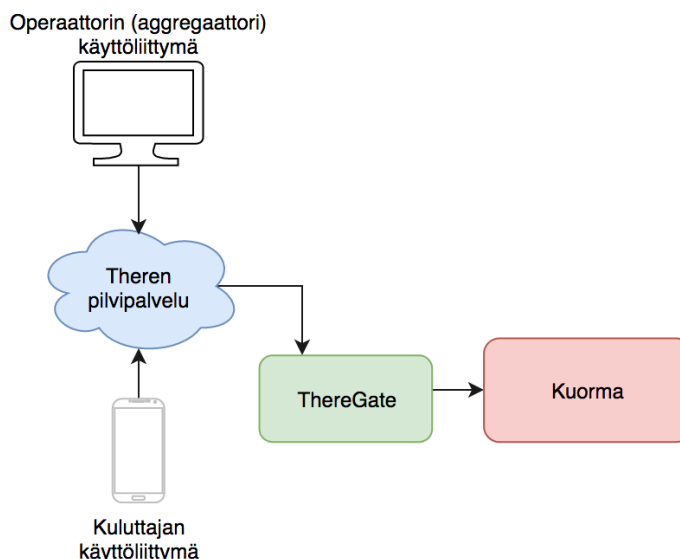 Operaattorin (aggregaattori)
käyttöliittymä
Theren
pilvipalvelu
ThereGate
Kuorma
Kuluttajan
käyttöliittymä